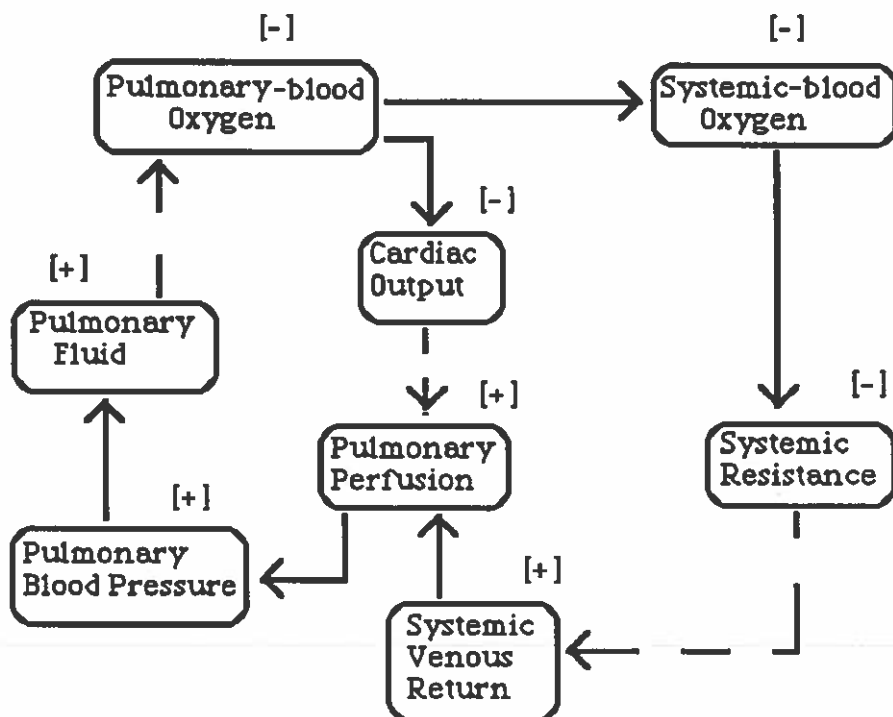 [-]
[-]
Pulmonary-blood
Oxygen
Systemic-blood
Oxygen
[-]
Cardiac
Output
[+]
Pulmonary
Fluid
[+]
Pulmonary
Perfusion
[-]
Systemic
Resistance
[+]
Pulmonary
Blood Pressure
[+]
Systemic
Venous
Return